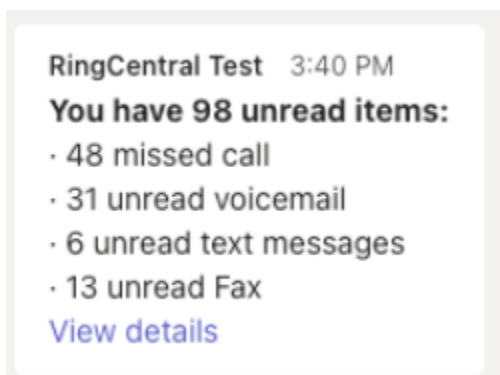 RingCentral Test 3:40 PM
You have 98 unread items:
· 48 missed call
· 31 unread voicemail
· 6 unread text messages
· 13 unread Fax
View details